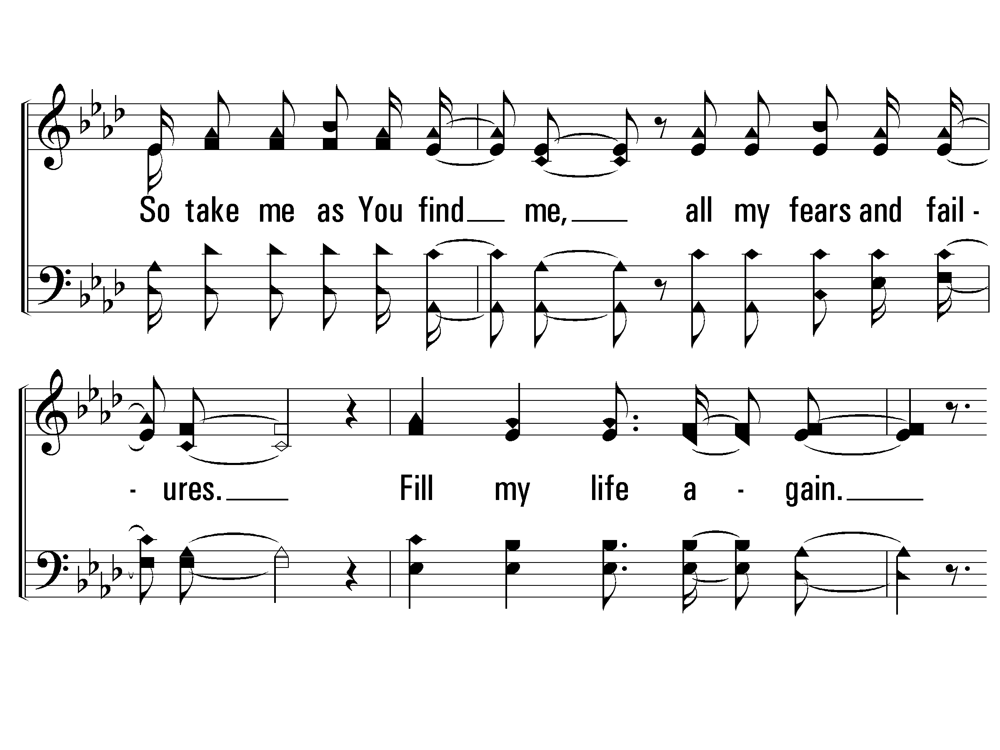 So take me as You find me, all my fears and fail -
- ures. Fill my life a - gain.